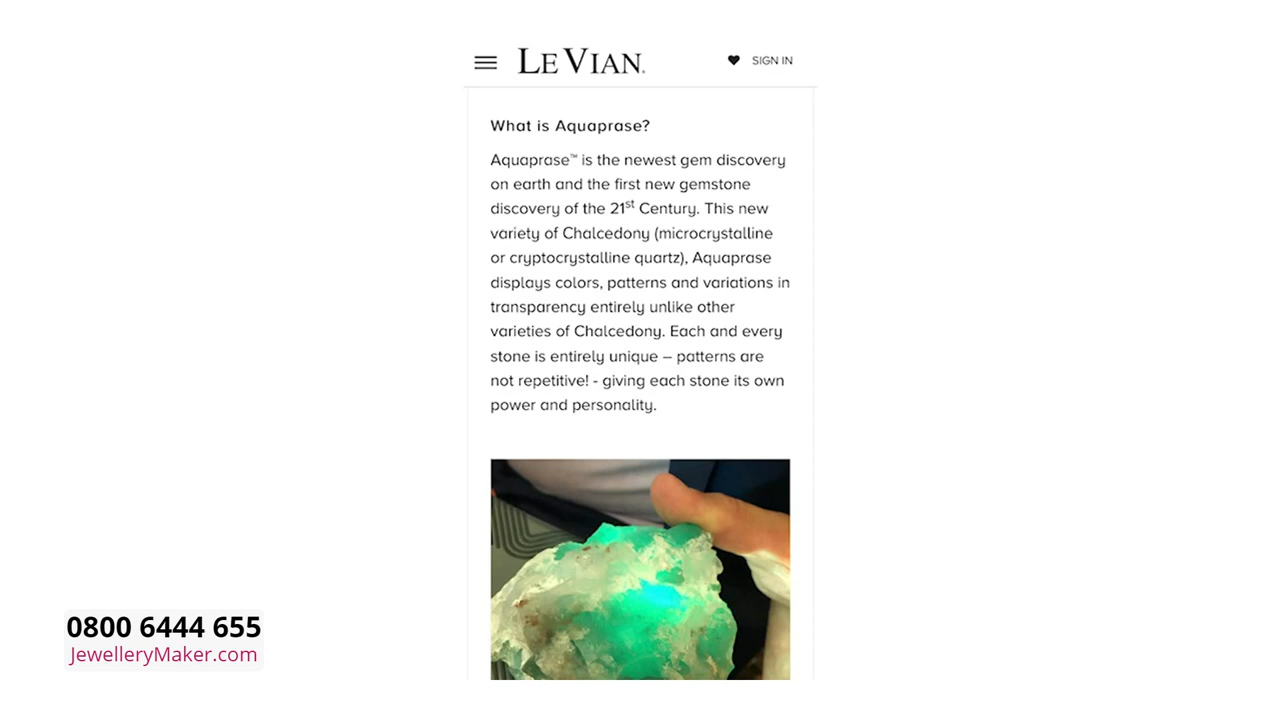 LE VIAN®
SIGN IN
What is Aquaprase?
Aquaprase™ is the newest gem discovery
on earth and the first new gemstone
discovery of the 21st Century. This new
variety of Chalcedony (microcrystalline
or cryptocrystalline quartz), Aquaprase
displays colors, patterns and variations in
transparency entirely unlike other
varieties of Chalcedony. Each and every
stone is entirely unique – patterns are
not repetitive! - giving each stone its own
power and personality.
0800 6444 655
JewelleryMaker.com